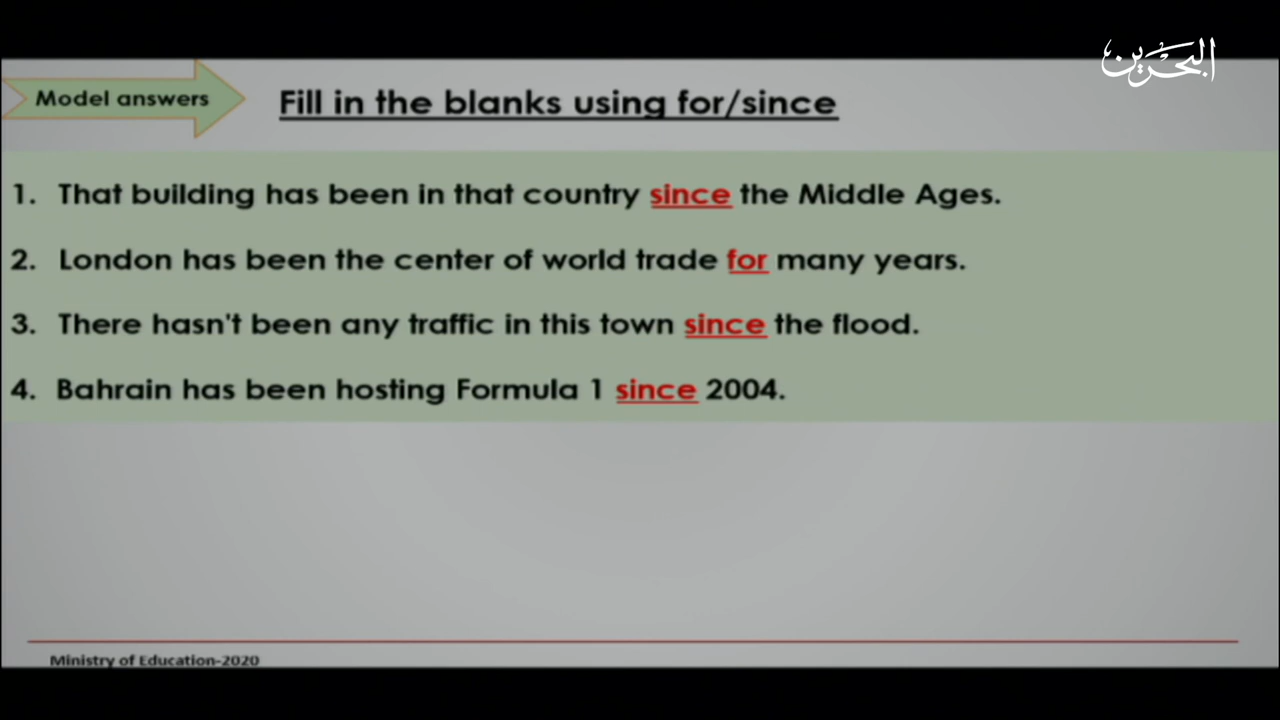 البحرين
Model answers
Fill in the blanks using for/since
1. That building has been in that country since the Middle Ages.
2. London has been the center of world trade for many years.
3. There hasn't been any traffic in this town since the flood.
4. Bahrain has been hosting Formula 1 since 2004.
Ministry of Education-2020